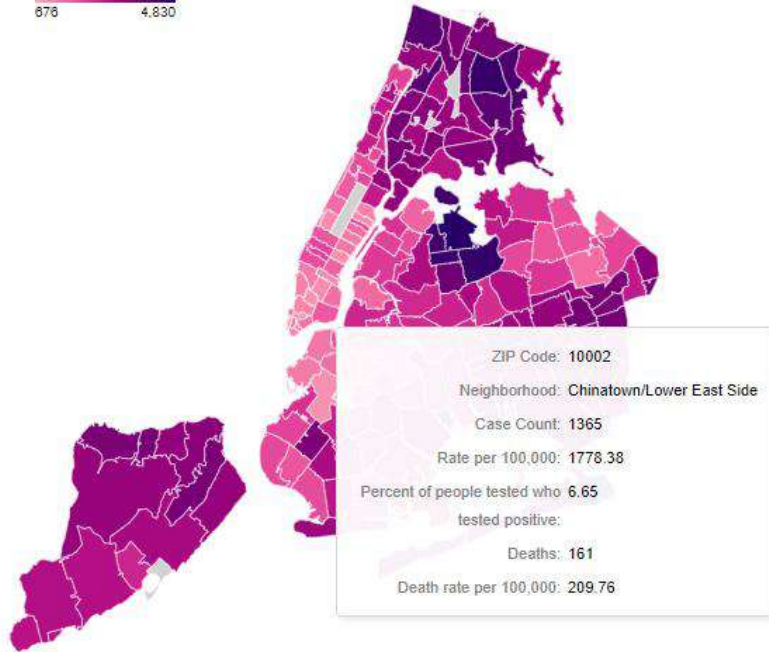 676 4,830
ZIP Code: 10002
Neighborhood: Chinatown/Lower East Side
Case Count: 1365
Rate per 100,000: 1778.38
Percent of people tested who 6.65
tested positive:
Deaths: 161
Death rate per 100,000: 209.76